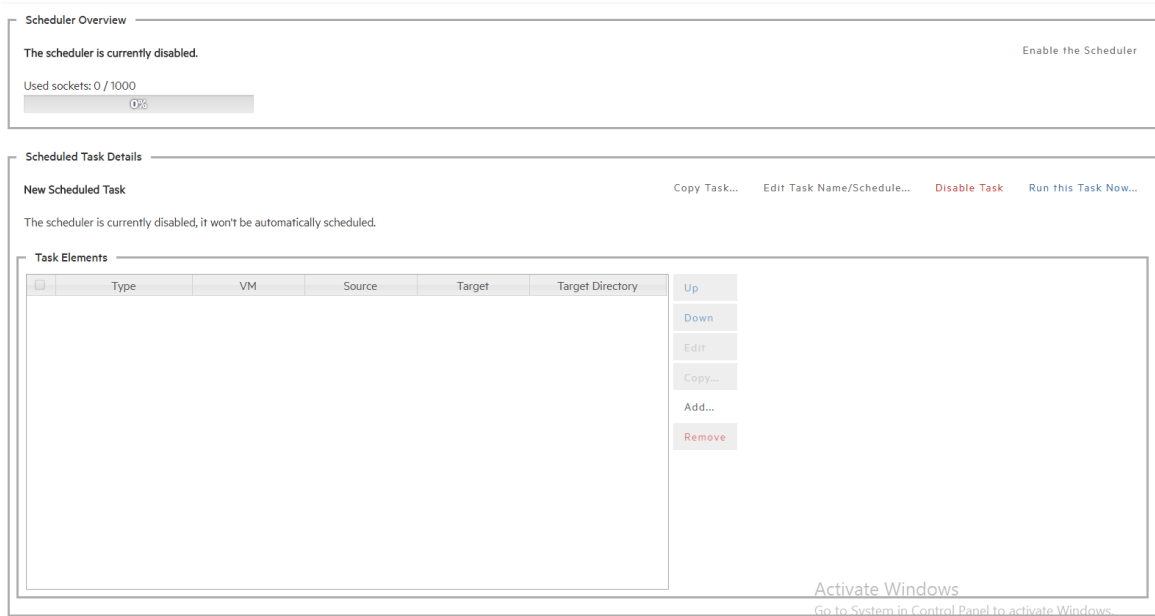 Scheduler Overview
The scheduler is currently disabled.
Enable the Scheduler
Used sockets: 0 / 1000
0%
Scheduled Task Details
New Scheduled Task
Copy Task...
Edit Task Name/Schedule...
Disable Task
Run this Task Now...
The scheduler is currently disabled, it won't be automatically scheduled.
Task Elements
Type VM Source Target Target Directory
Up
Down
Edit
Copy...
Add...
Remove
Activate Windows
Go to System in Control Panel to activate Windows.